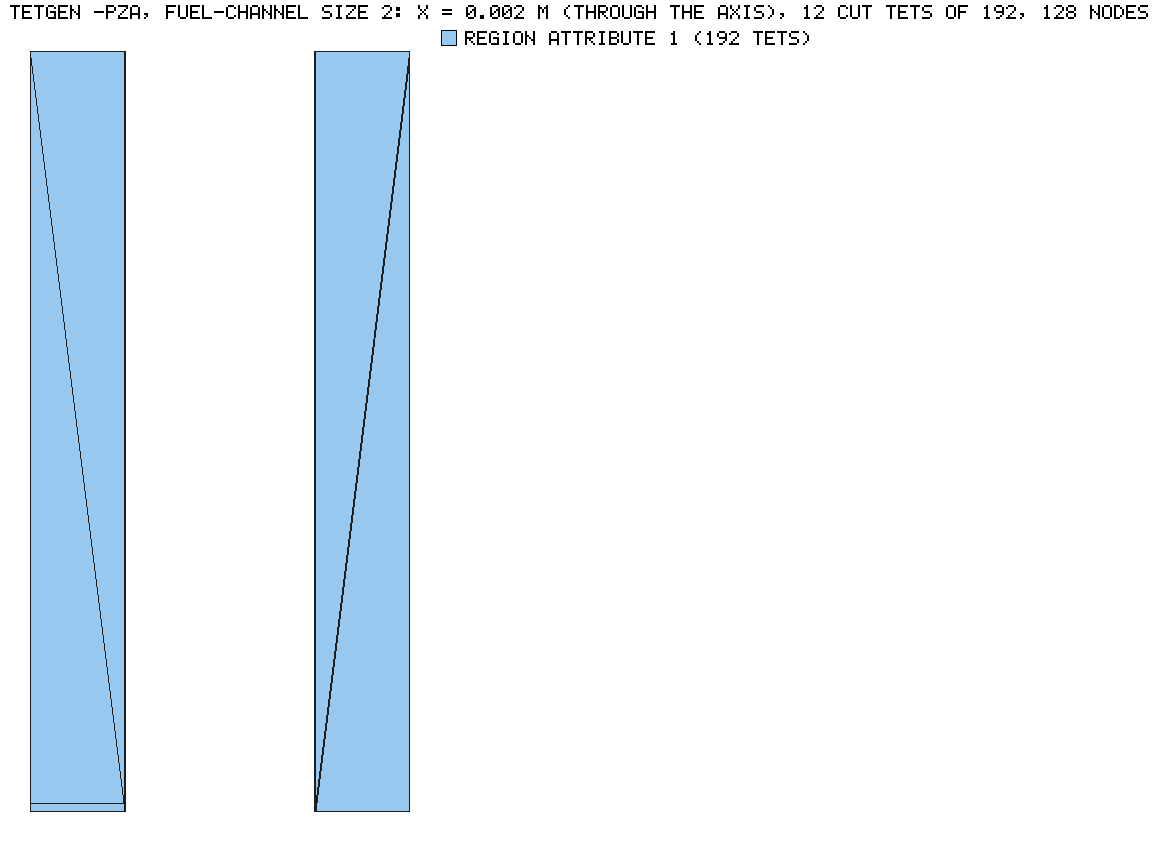 TETGEN -PZA, FUEL-CHANNEL SIZE 2: X = 0.002 M (THROUGH THE AXIS), 12 CUT TETS OF 192, 128 NODES
REGION ATTRIBUTE 1 (192 TETS)